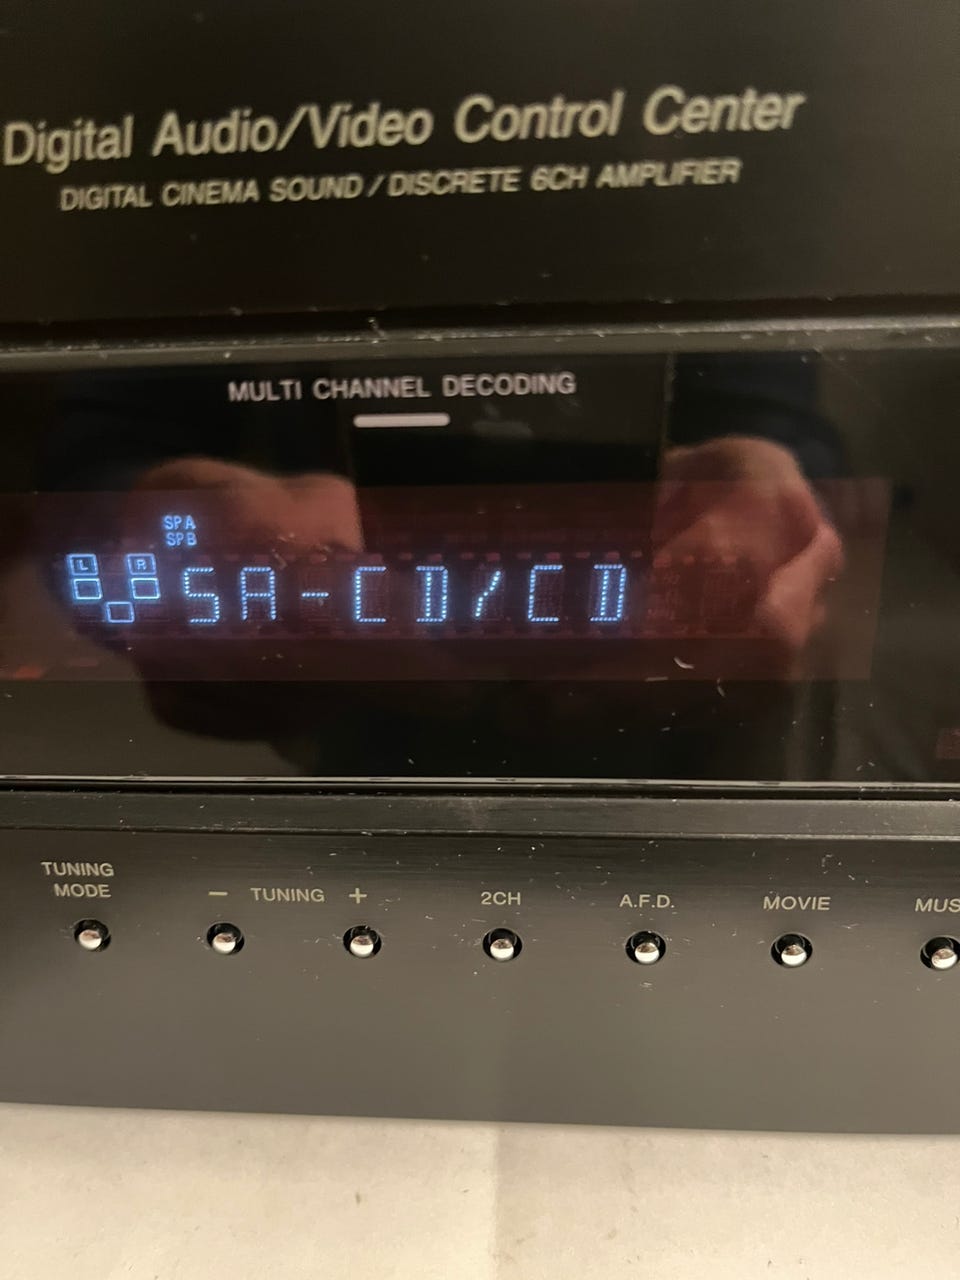 Digital Audio/Video Control Center
DIGITAL CINEMA SOUND / DISCRETE 6CH AMPLIFIER
MULTI CHANNEL DECODING
SP A
SP B
L R
SA-CD/CD
TUNING
MODE
− TUNING +
2CH
A.F.D.
MOVIE
MUS